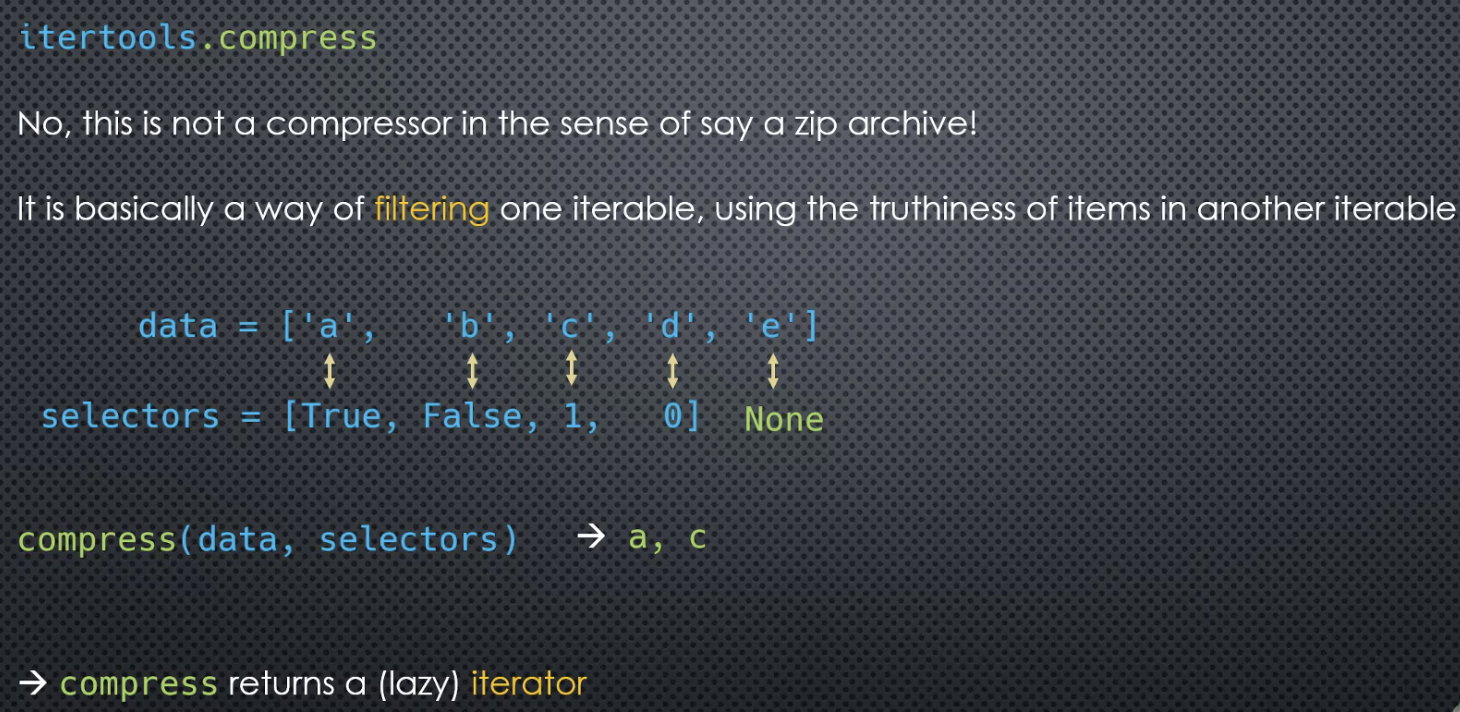 itertools.compress
No, this is not a compressor in the sense of say a zip archive!
It is basically a way of filtering one iterable, using the truthiness of items in another iterable
data = ['a', 'b', 'c', 'd', 'e']
selectors = [True, False, 1, 0] None
compress(data, selectors) → a, c
→ compress returns a (lazy) iterator